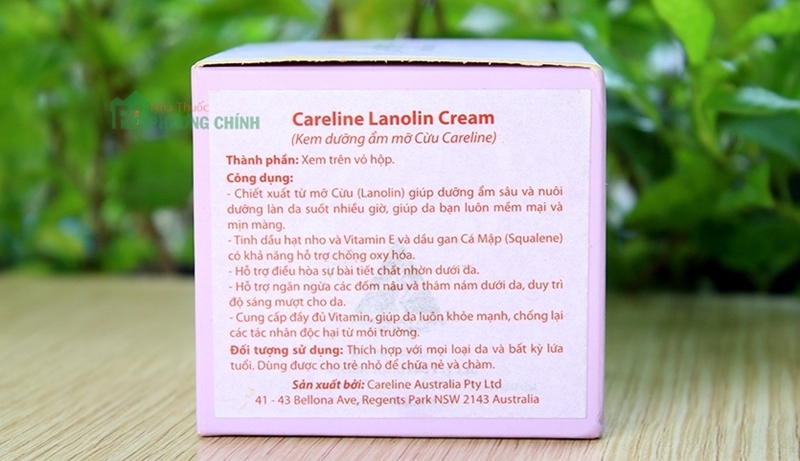 Nhà Thuốc
PHƯƠNG CHÍNH
Careline Lanolin Cream
(Kem dưỡng ẩm mỡ Cừu Careline)
Thành phần: Xem trên vỏ hộp.
Công dụng:
- Chiết xuất từ mỡ Cừu (Lanolin) giúp dưỡng ẩm sâu và nuôi
dưỡng làn da suốt nhiều giờ, giúp da bạn luôn mềm mại và
mịn màng.
- Tinh dầu hạt nho và Vitamin E và dầu gan Cá Mập (Squalene)
có khả năng hỗ trợ chống oxy hóa.
- Hỗ trợ điều hòa sự bài tiết chất nhờn dưới da.
- Hỗ trợ ngăn ngừa các đốm nâu và thâm nám dưới da, duy trì
độ sáng mượt cho da.
- Cung cấp đầy đủ Vitamin, giúp da luôn khỏe mạnh, chống lại
các tác nhân độc hại từ môi trường.
Đối tượng sử dụng: Thích hợp với mọi loại da và bất kỳ lứa
tuổi. Dùng được cho trẻ nhỏ để chữa nẻ và chàm.
Sản xuất bởi: Careline Australia Pty Ltd
41 - 43 Bellona Ave, Regents Park NSW 2143 Australia